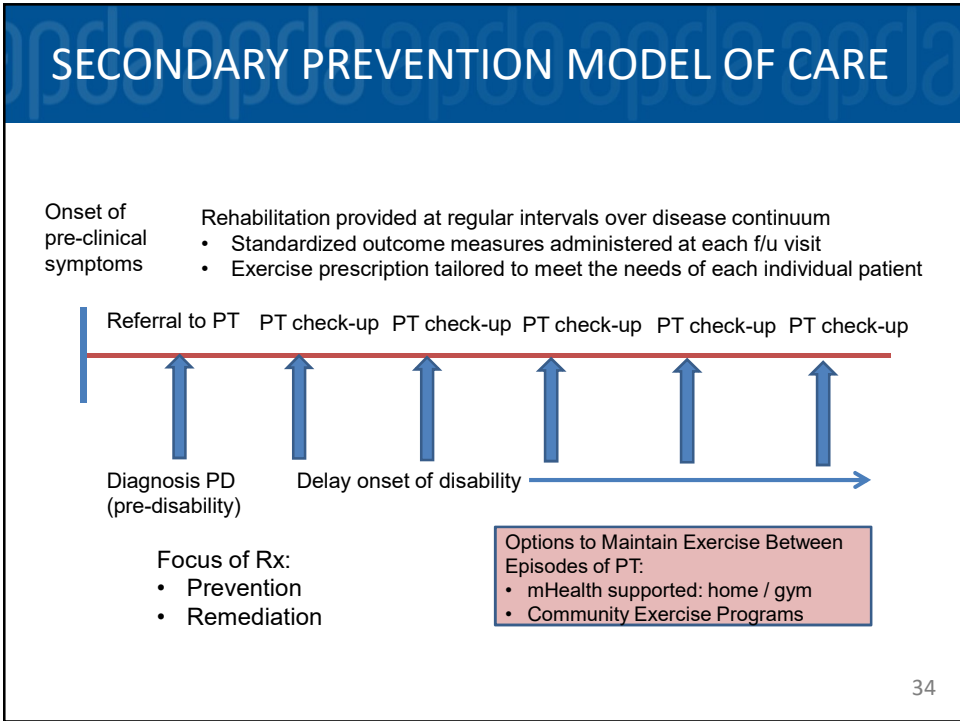 SECONDARY PREVENTION MODEL OF CARE
Onset of
pre-clinical
symptoms
Rehabilitation provided at regular intervals over disease continuum
• Standardized outcome measures administered at each f/u visit
• Exercise prescription tailored to meet the needs of each individual patient
Referral to PT PT check-up PT check-up PT check-up PT check-up PT check-up
Diagnosis PD
(pre-disability)
Delay onset of disability
Focus of Rx:
• Prevention
• Remediation
Options to Maintain Exercise Between
Episodes of PT:
• mHealth supported: home / gym
• Community Exercise Programs
34